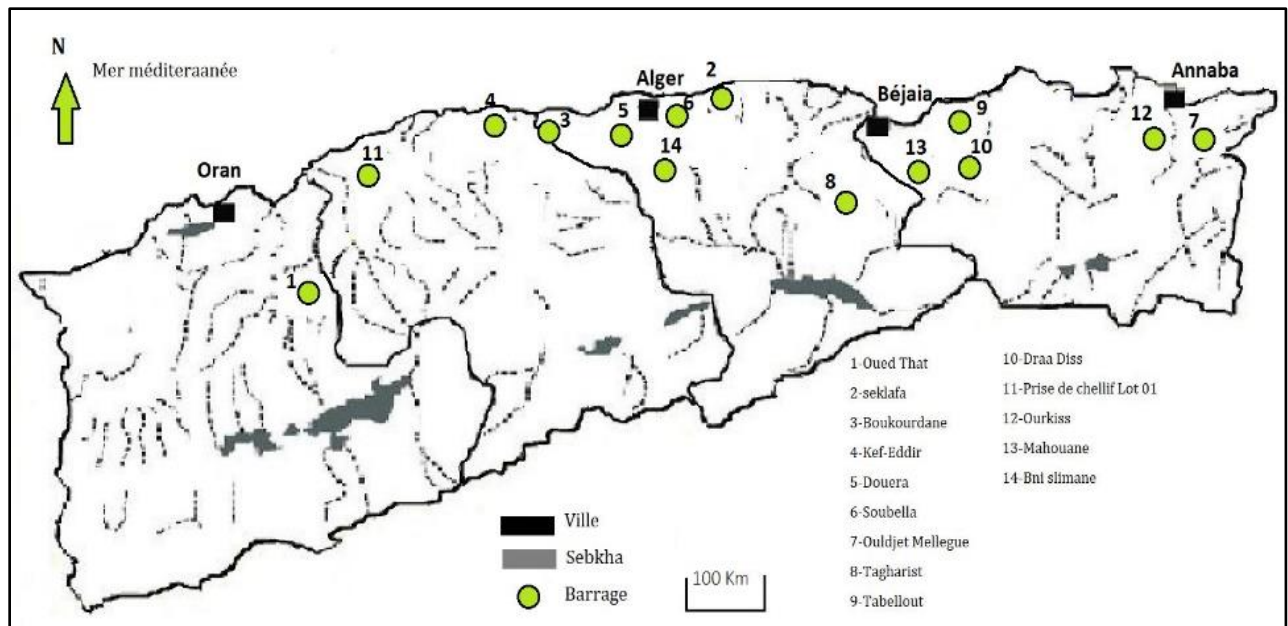 N
Mer méditeraanée
Oran
Alger
Béjaia
Annaba
1
2
3
4
5
6
7
8
9
10
11
12
13
14
1-Oued That
2-seklafa
3-Boukourdane
4-Kef-Eddir
5-Douera
6-Soubella
7-Ouldjet Mellegue
8-Tagharist
9-Tabellout
10-Draa Diss
11-Prise de chellif Lot 01
12-Ourkiss
13-Mahouane
14-Bni slimane
Ville
Sebkha
Barrage
100 Km